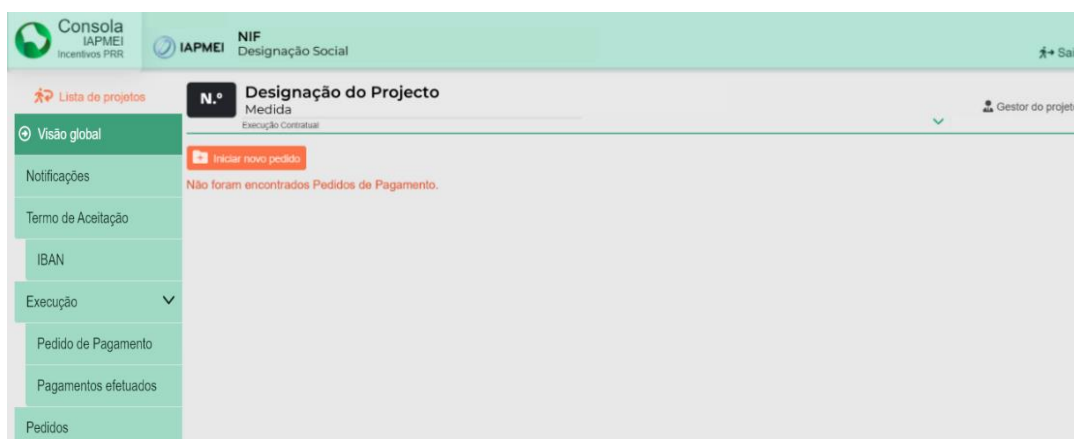 Consola
IAPMEI
Incentivos PRR
IAPMEI
NIF
Designação Social
Sai
Lista de projetos
N.º
Designação do Projecto
Medida
Execução Contratual
Gestor do projet
Visão global
Iniciar novo pedido
Não foram encontrados Pedidos de Pagamento.
Notificações
Termo de Aceitação
IBAN
Execução
Pedido de Pagamento
Pagamentos efetuados
Pedidos